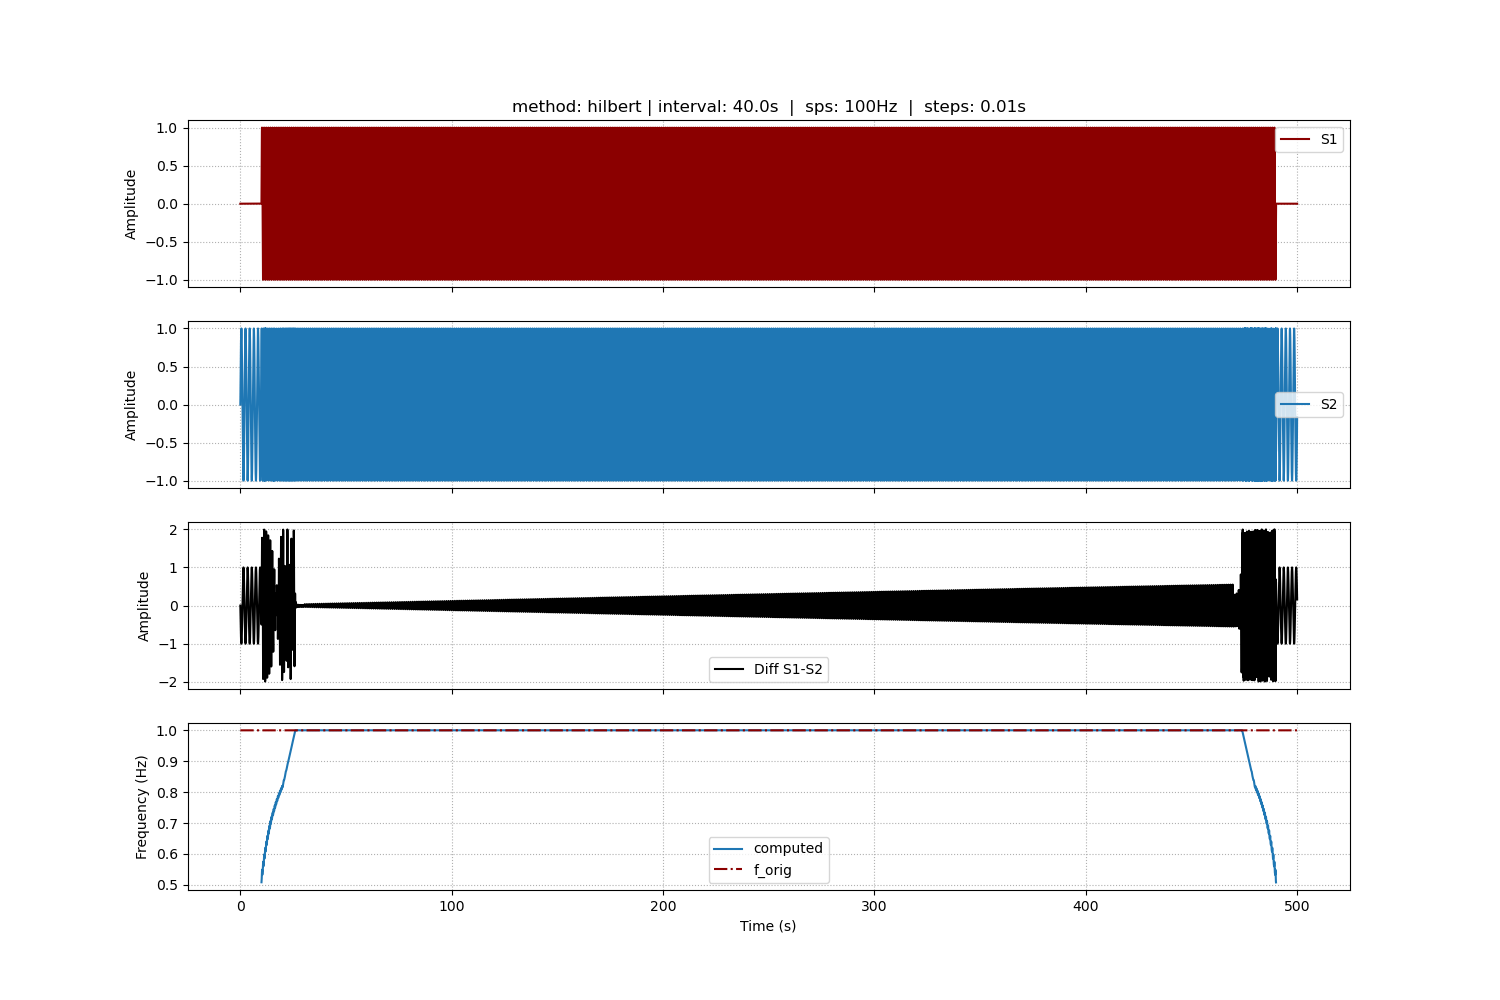 method: hilbert | interval: 40.0s  |  sps: 100Hz  |  steps: 0.01s
1.0
0.5
0.0
−0.5
−1.0
Amplitude
S1
1.0
0.5
0.0
−0.5
−1.0
Amplitude
S2
2
1
0
−1
−2
Amplitude
Diff S1-S2
1.0
0.9
0.8
0.7
0.6
0.5
Frequency (Hz)
computed
f_orig
0 100 200 300 400 500
Time (s)